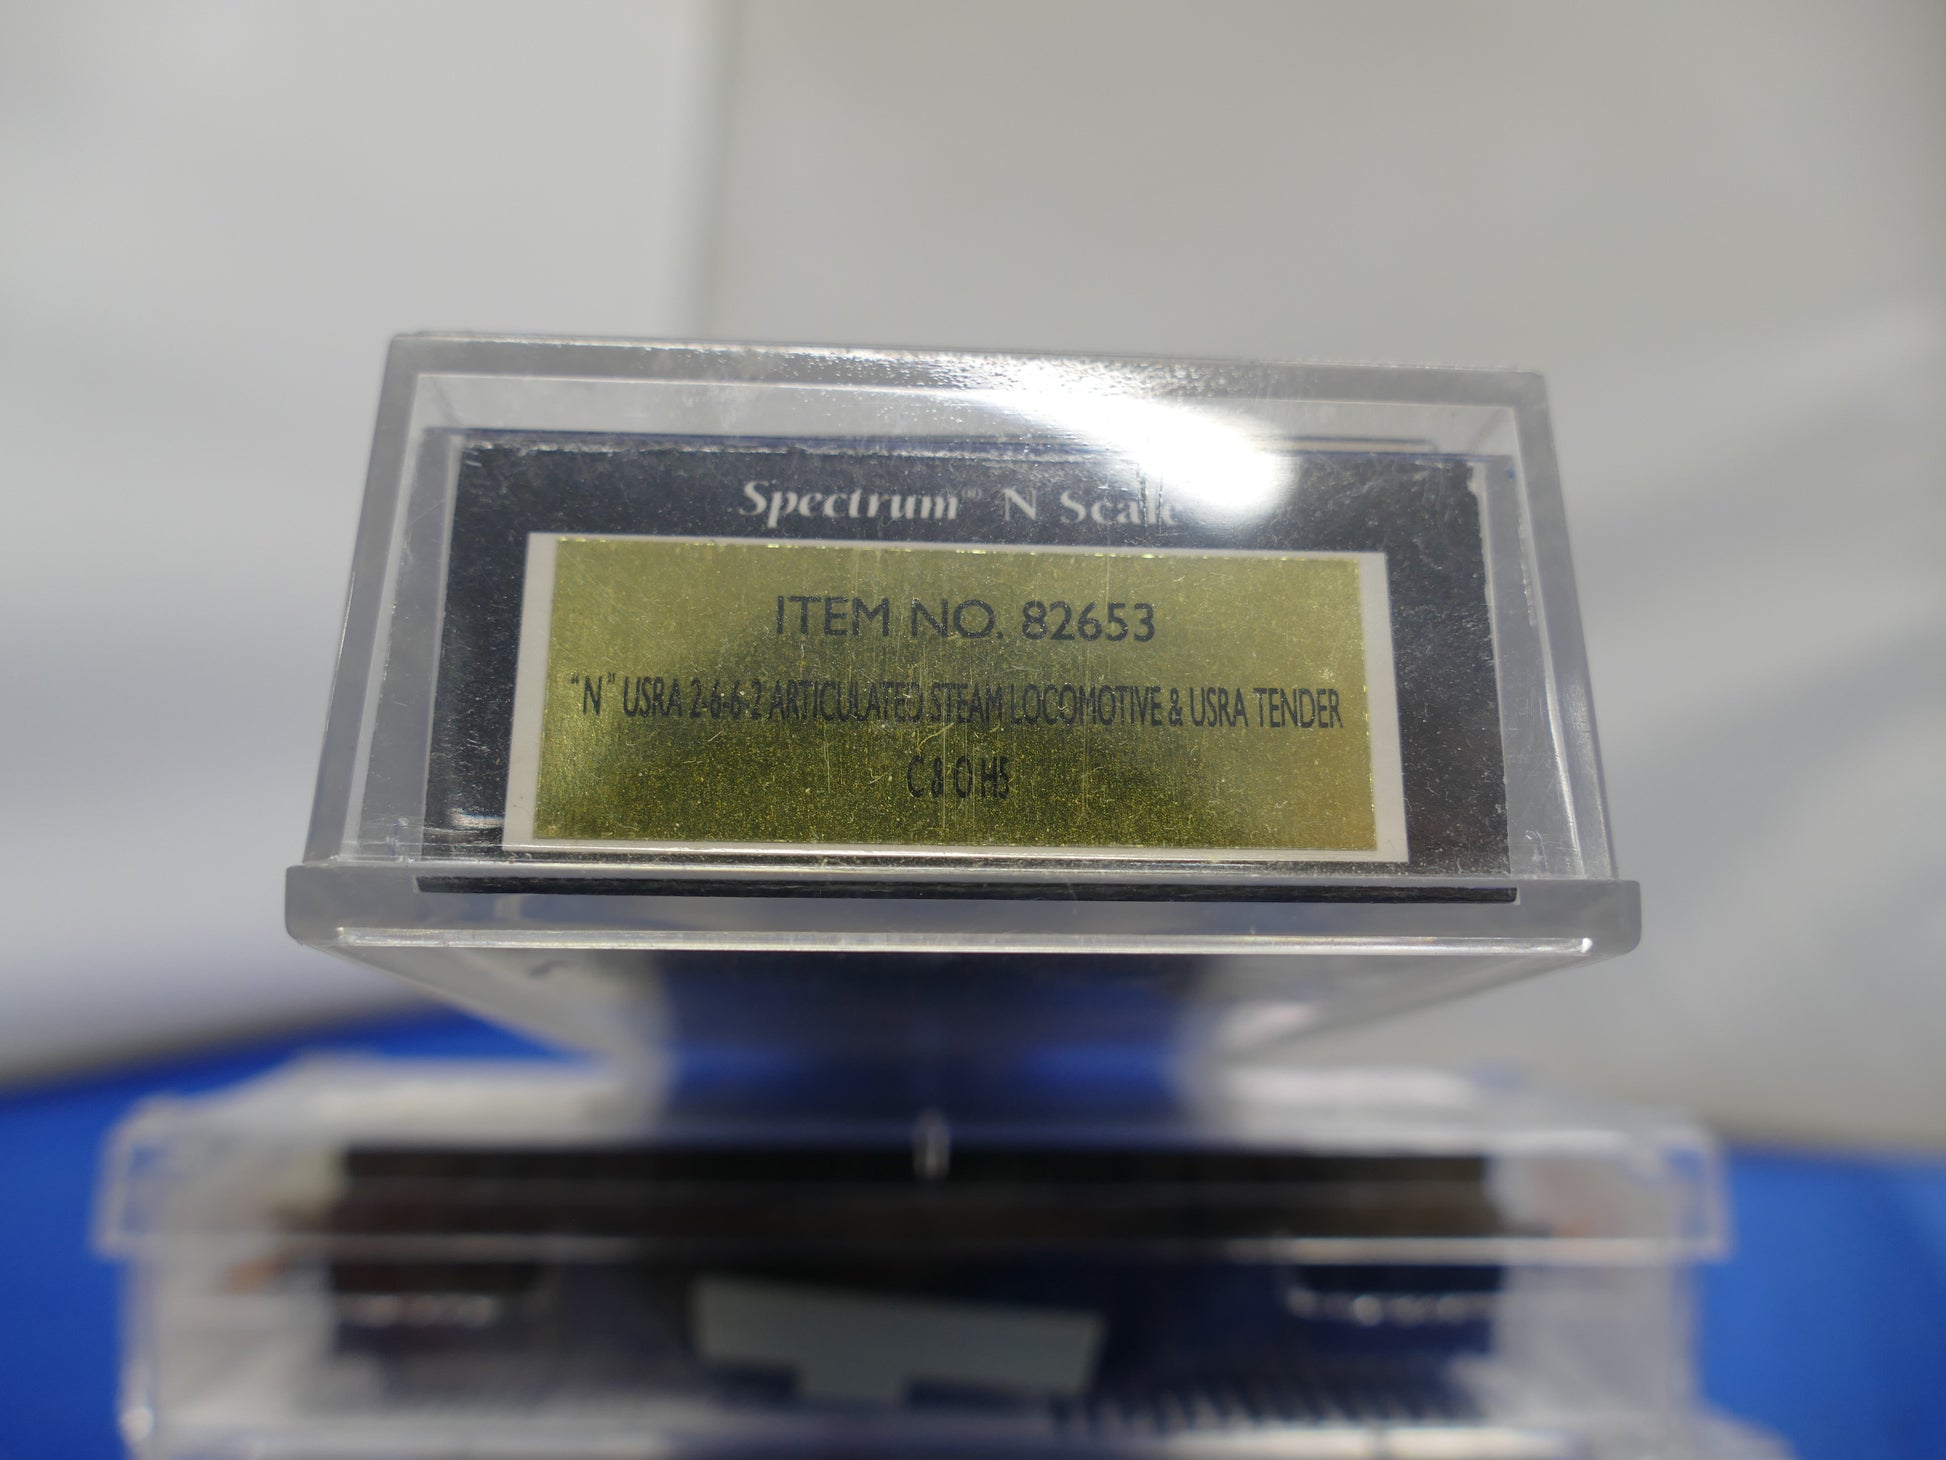 Spectrum® N Scale
ITEM NO. 82653
"N" USRA 2-6-6-2 ARTICULATED STEAM LOCOMOTIVE & USRA TENDER
C & O H5